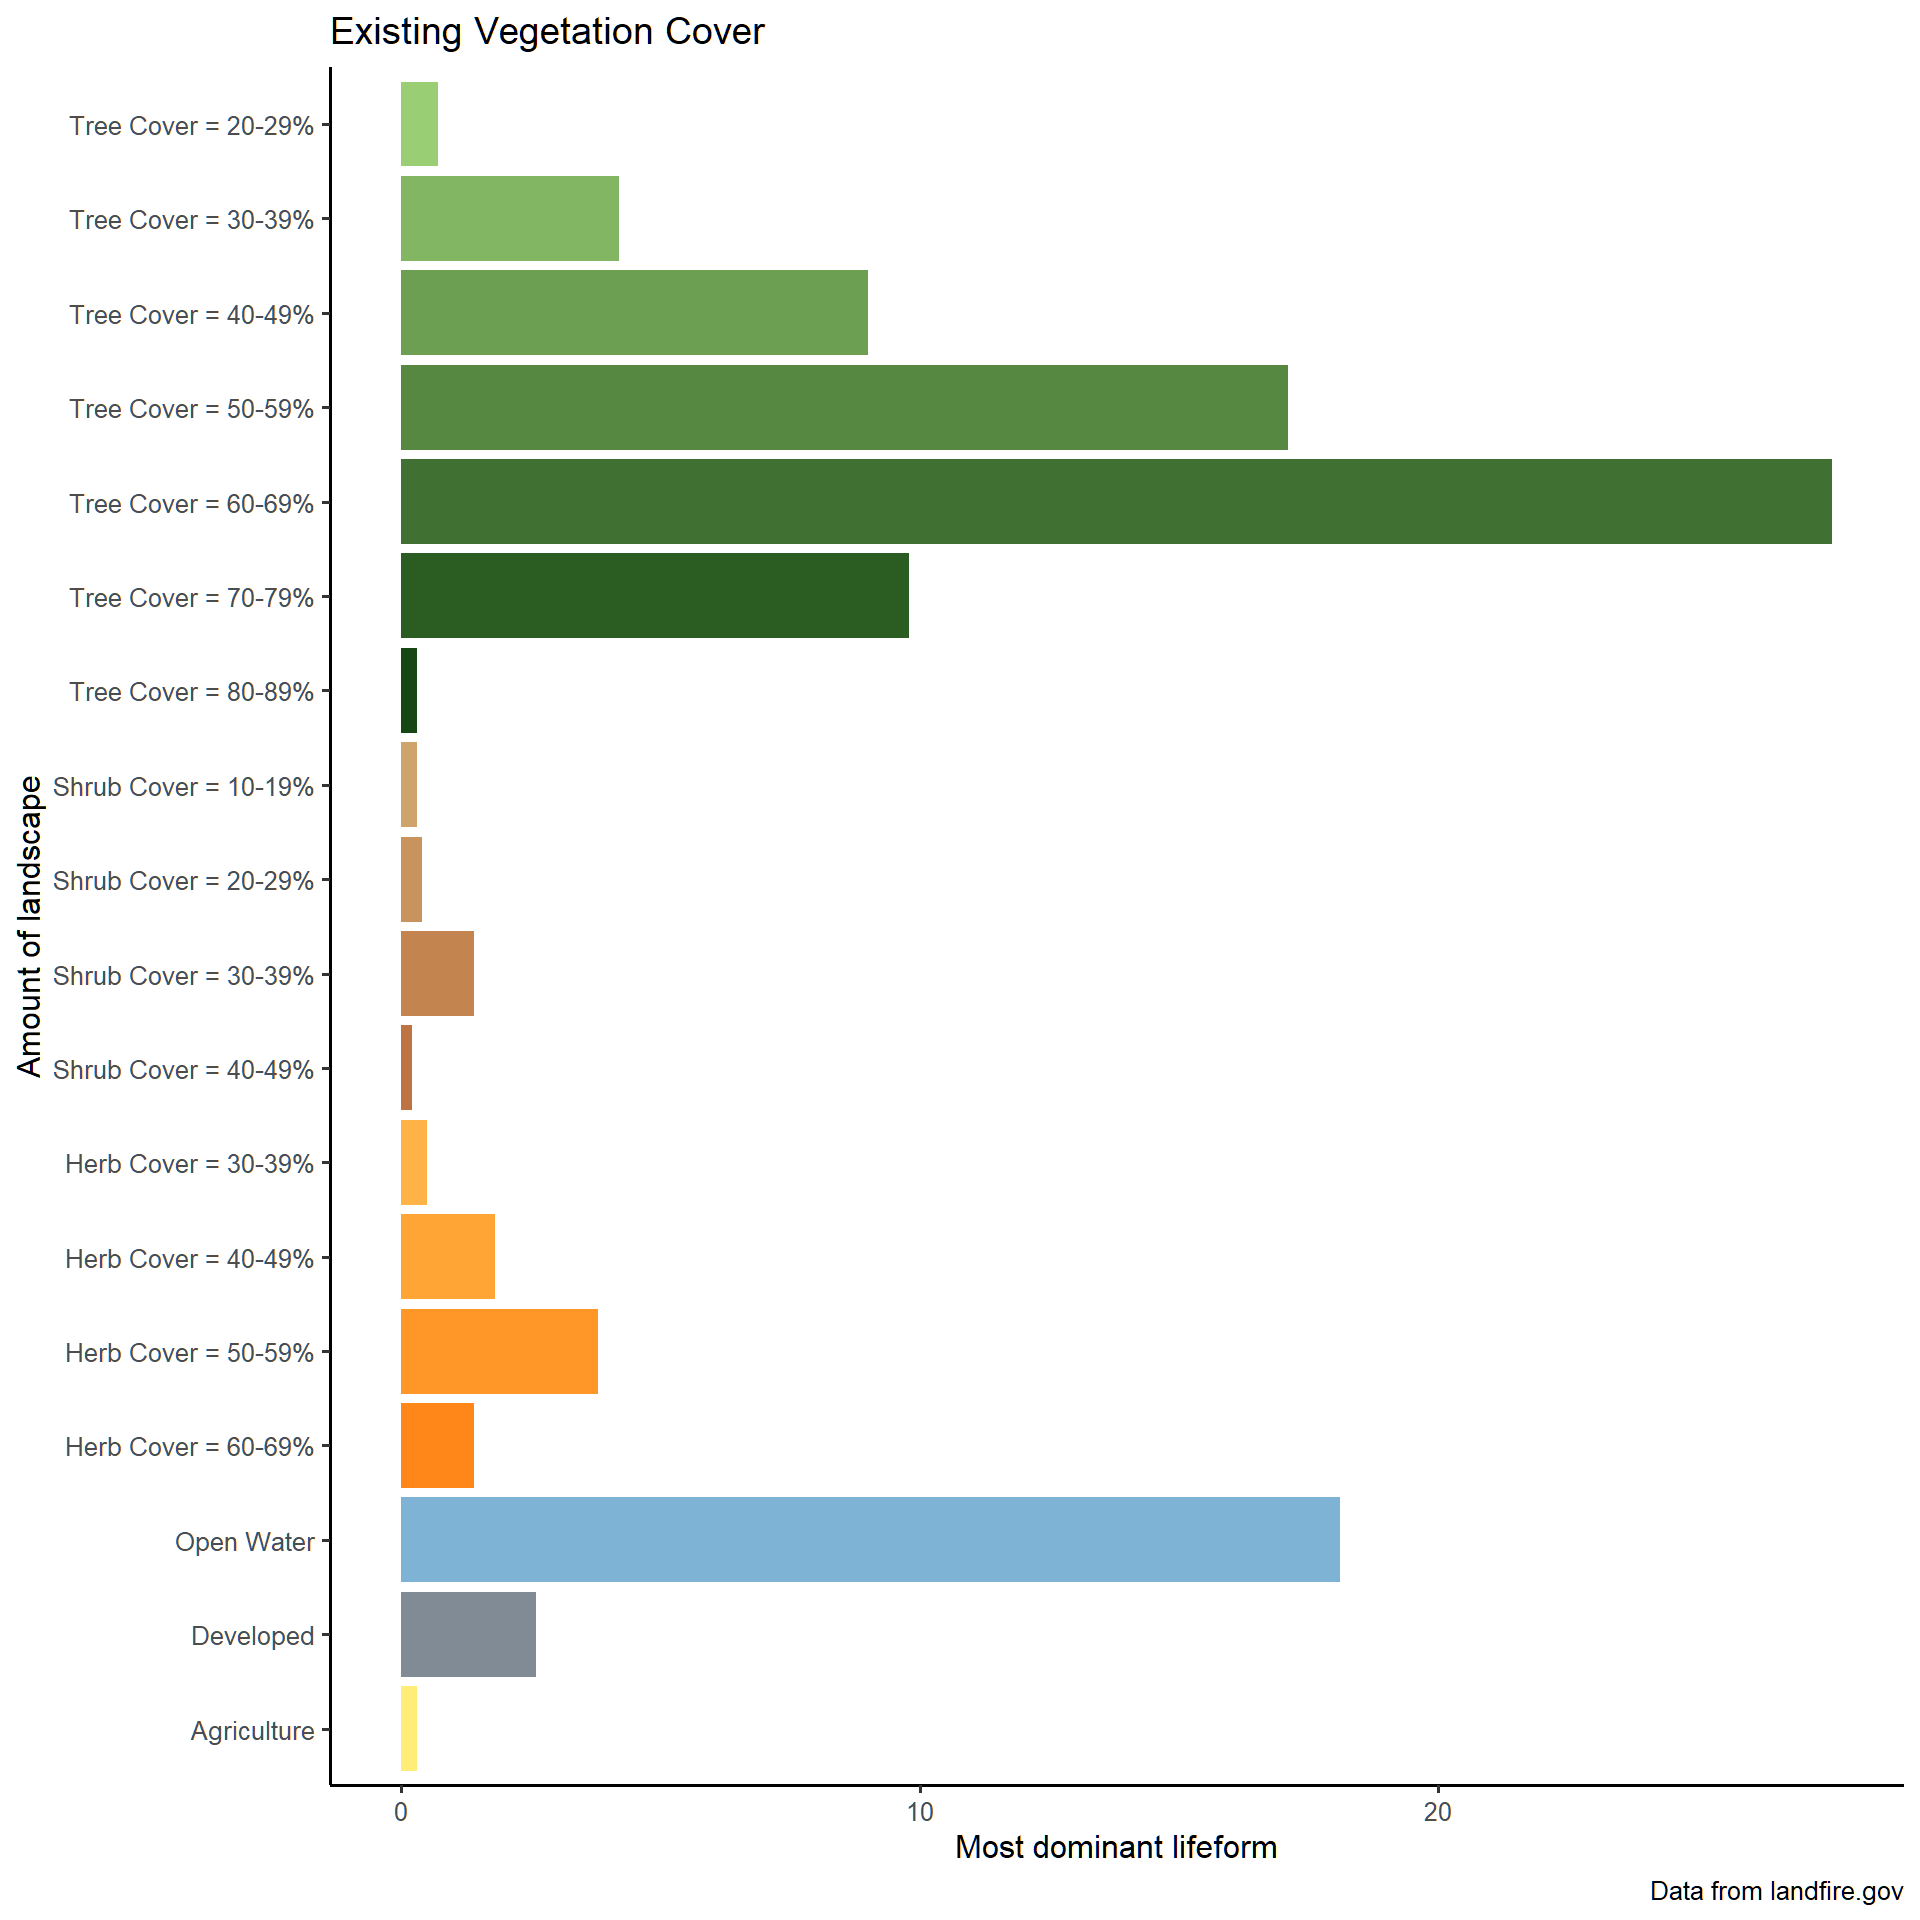 Existing Vegetation Cover
Tree Cover = 20-29%
Tree Cover = 30-39%
Tree Cover = 40-49%
Tree Cover = 50-59%
Tree Cover = 60-69%
Tree Cover = 70-79%
Tree Cover = 80-89%
Shrub Cover = 10-19%
Shrub Cover = 20-29%
Shrub Cover = 30-39%
Shrub Cover = 40-49%
Herb Cover = 30-39%
Herb Cover = 40-49%
Herb Cover = 50-59%
Herb Cover = 60-69%
Open Water
Developed
Agriculture
Amount of landscape
0 10 20
Most dominant lifeform
Data from landfire.gov